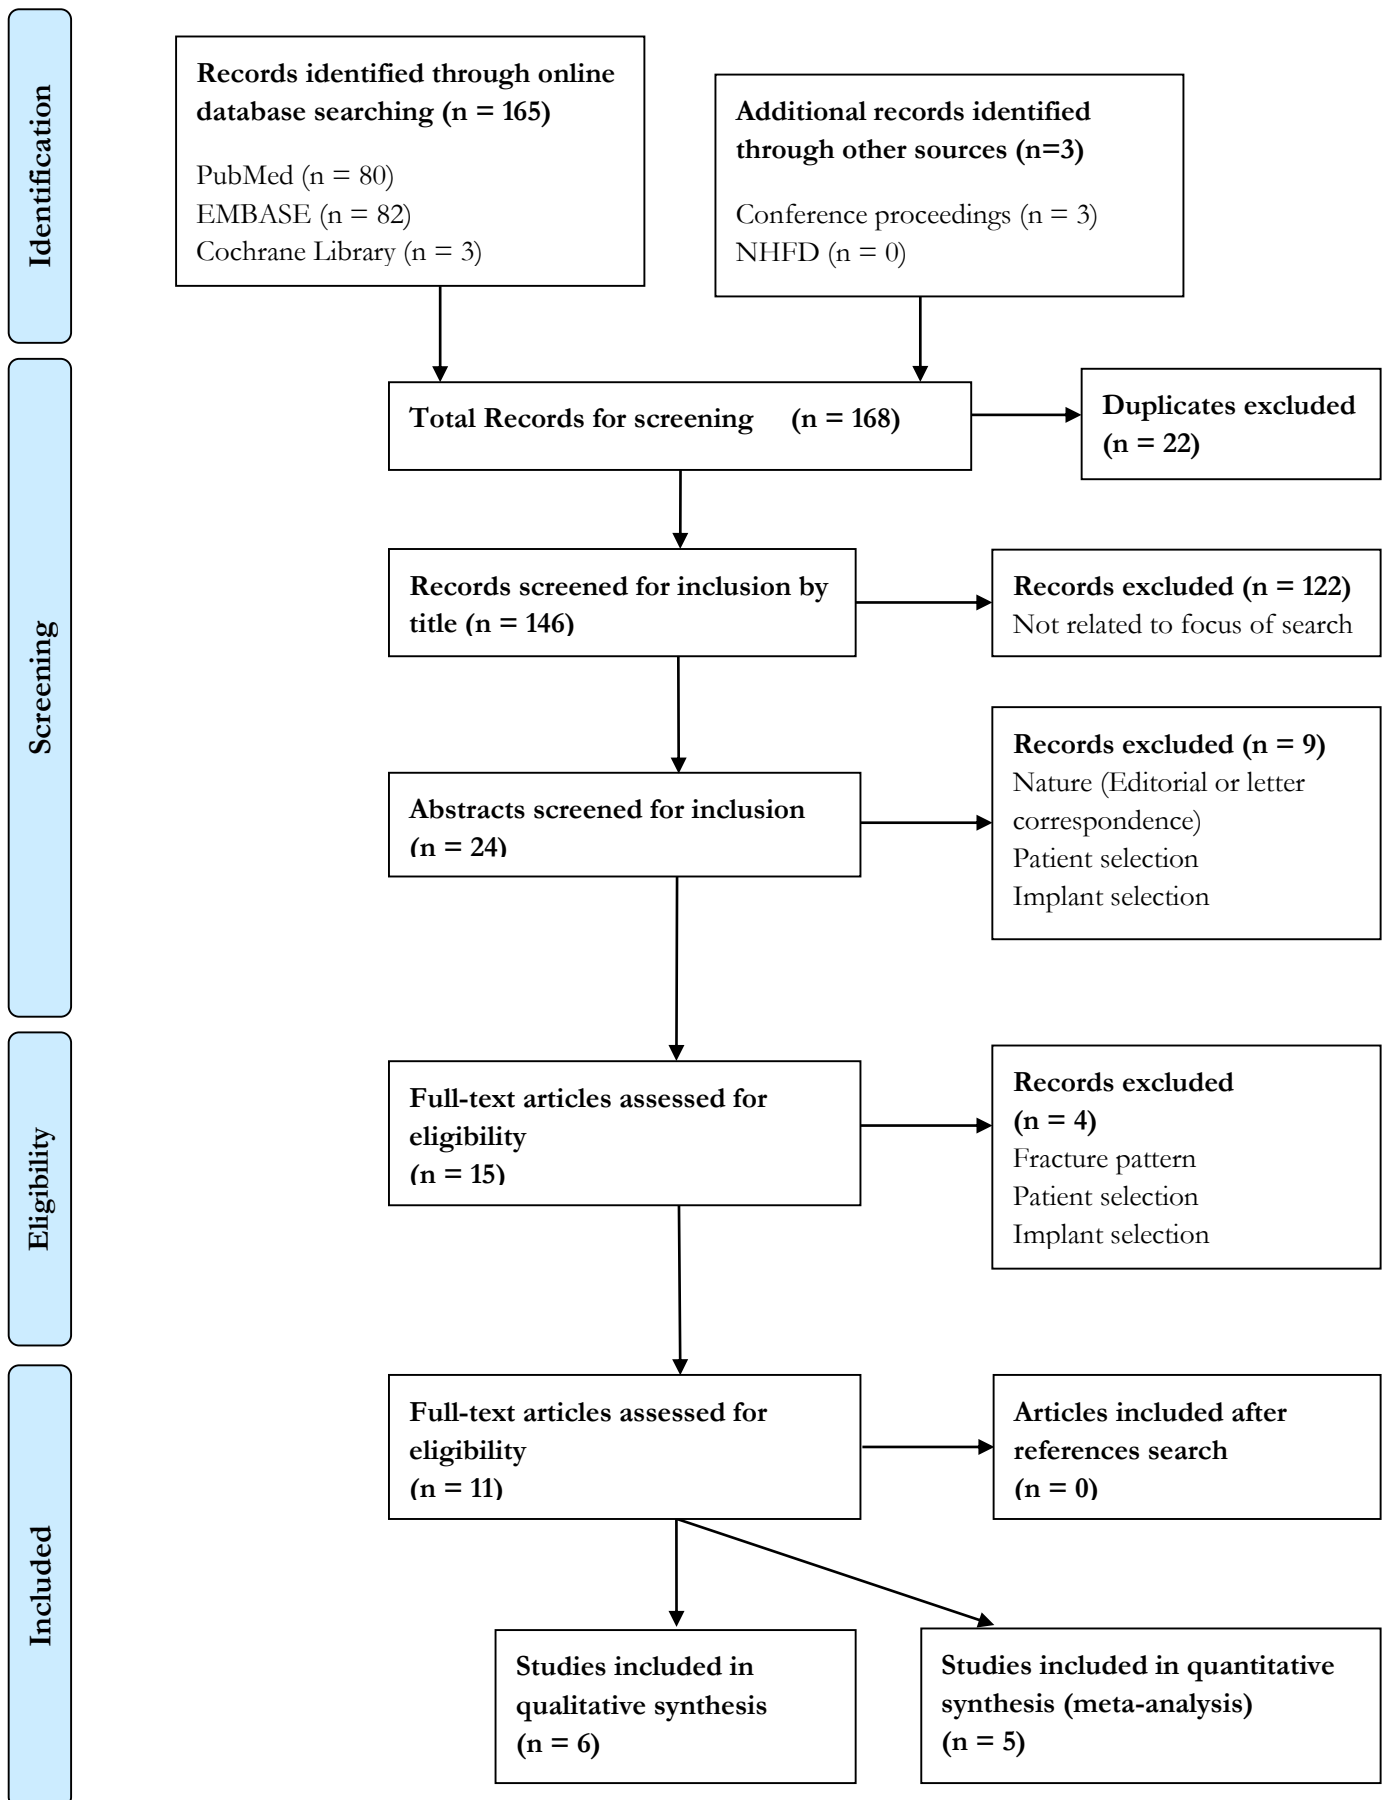 Identification
Records identified through online
database searching (n = 165)
PubMed (n = 80)
EMBASE (n = 82)
Cochrane Library (n = 3)
Additional records identified
through other sources (n=3)
Conference proceedings (n = 3)
NHFD (n = 0)
Screening
Total Records for screening (n = 168)
Duplicates excluded
(n = 22)
Records screened for inclusion by
title (n = 146)
Records excluded (n = 122)
Not related to focus of search
Abstracts screened for inclusion
(n = 24)
Records excluded (n = 9)
Nature (Editorial or letter
correspondence)
Patient selection
Implant selection
Eligibility
Full-text articles assessed for
eligibility
(n = 15)
Records excluded
(n = 4)
Fracture pattern
Patient selection
Implant selection
Included
Full-text articles assessed for
eligibility
(n = 11)
Articles included after
references search
(n = 0)
Studies included in
qualitative synthesis
(n = 6)
Studies included in quantitative
synthesis (meta-analysis)
(n = 5)